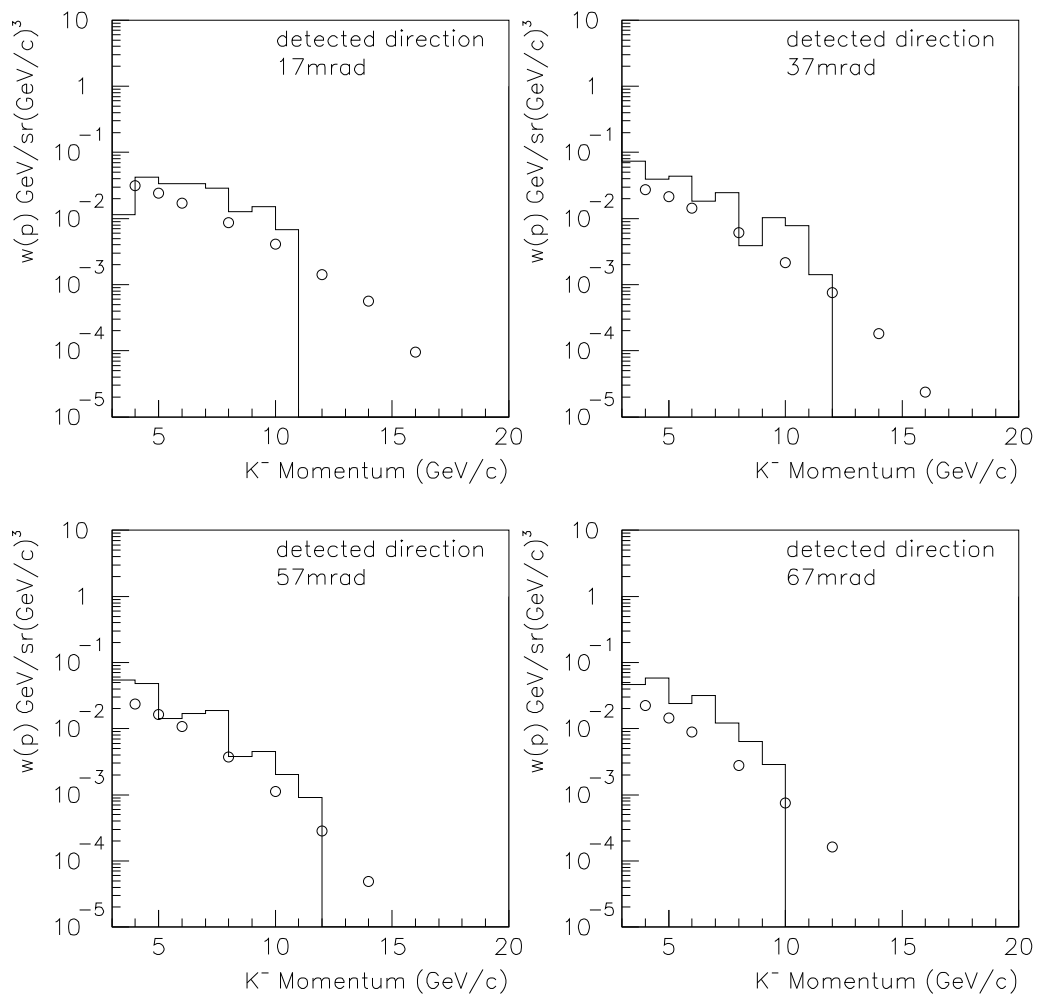 detected direction
17mrad
w(p) GeV/sr(GeV/c)³
10
1
10⁻¹
10⁻²
10⁻³
10⁻⁴
10⁻⁵
5 10 15 20
K⁻ Momentum (GeV/c)
detected direction
37mrad
w(p) GeV/sr(GeV/c)³
10
1
10⁻¹
10⁻²
10⁻³
10⁻⁴
10⁻⁵
5 10 15 20
K⁻ Momentum (GeV/c)
detected direction
57mrad
w(p) GeV/sr(GeV/c)³
10
1
10⁻¹
10⁻²
10⁻³
10⁻⁴
10⁻⁵
5 10 15 20
K⁻ Momentum (GeV/c)
detected direction
67mrad
w(p) GeV/sr(GeV/c)³
10
1
10⁻¹
10⁻²
10⁻³
10⁻⁴
10⁻⁵
5 10 15 20
K⁻ Momentum (GeV/c)